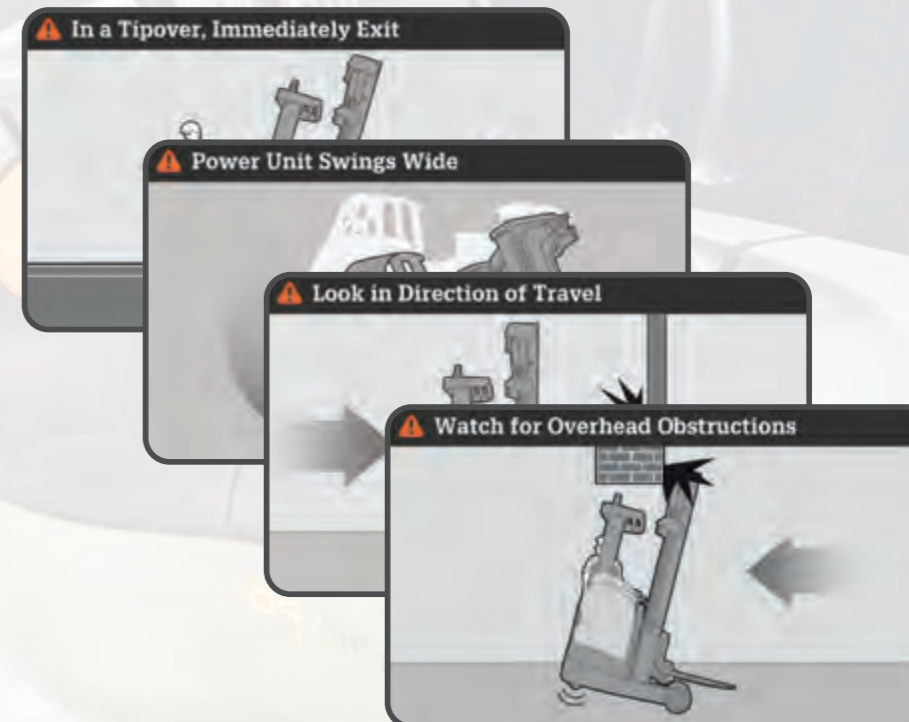 In a Tipover, Immediately Exit
Power Unit Swings Wide
Look in Direction of Travel
Watch for Overhead Obstructions